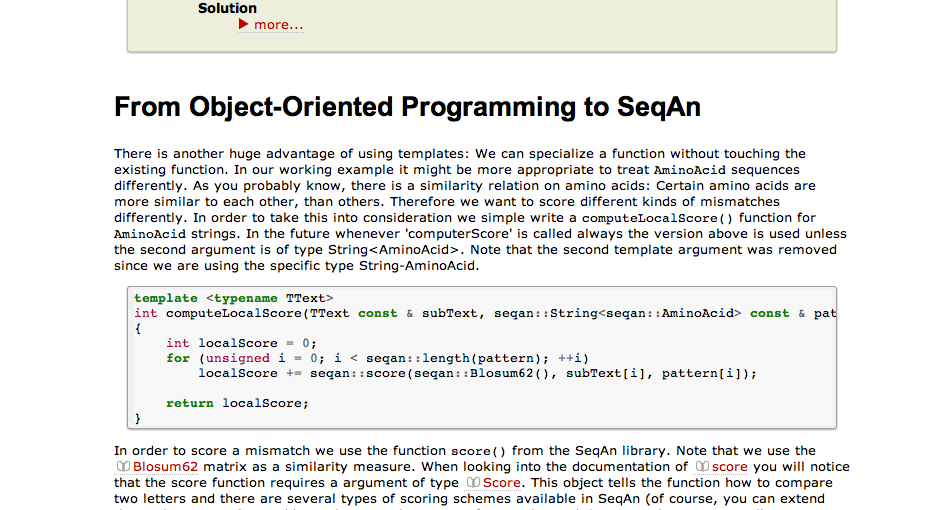 Solution
▶ more...
From Object-Oriented Programming to SeqAn
There is another huge advantage of using templates: We can specialize a function without touching the
existing function. In our working example it might be more appropriate to treat AminoAcid sequences
differently. As you probably know, there is a similarity relation on amino acids: Certain amino acids are
more similar to each other, than others. Therefore we want to score different kinds of mismatches
differently. In order to take this into consideration we simple write a computeLocalScore() function for
AminoAcid strings. In the future whenever 'computerScore' is called always the version above is used unless
the second argument is of type String<AminoAcid>. Note that the second template argument was removed
since we are using the specific type String-AminoAcid.
template <typename TText>
int computeLocalScore(TText const & subText, seqan::String<seqan::AminoAcid> const & pat
{
    int localScore = 0;
    for (unsigned i = 0; i < seqan::length(pattern); ++i)
        localScore += seqan::score(seqan::Blosum62(), subText[i], pattern[i]);
    return localScore;
}
In order to score a mismatch we use the function score() from the SeqAn library. Note that we use the
Blosum62 matrix as a similarity measure. When looking into the documentation of score you will notice
that the score function requires a argument of type Score. This object tells the function how to compare
two letters and there are several types of scoring schemes available in SeqAn (of course, you can extend